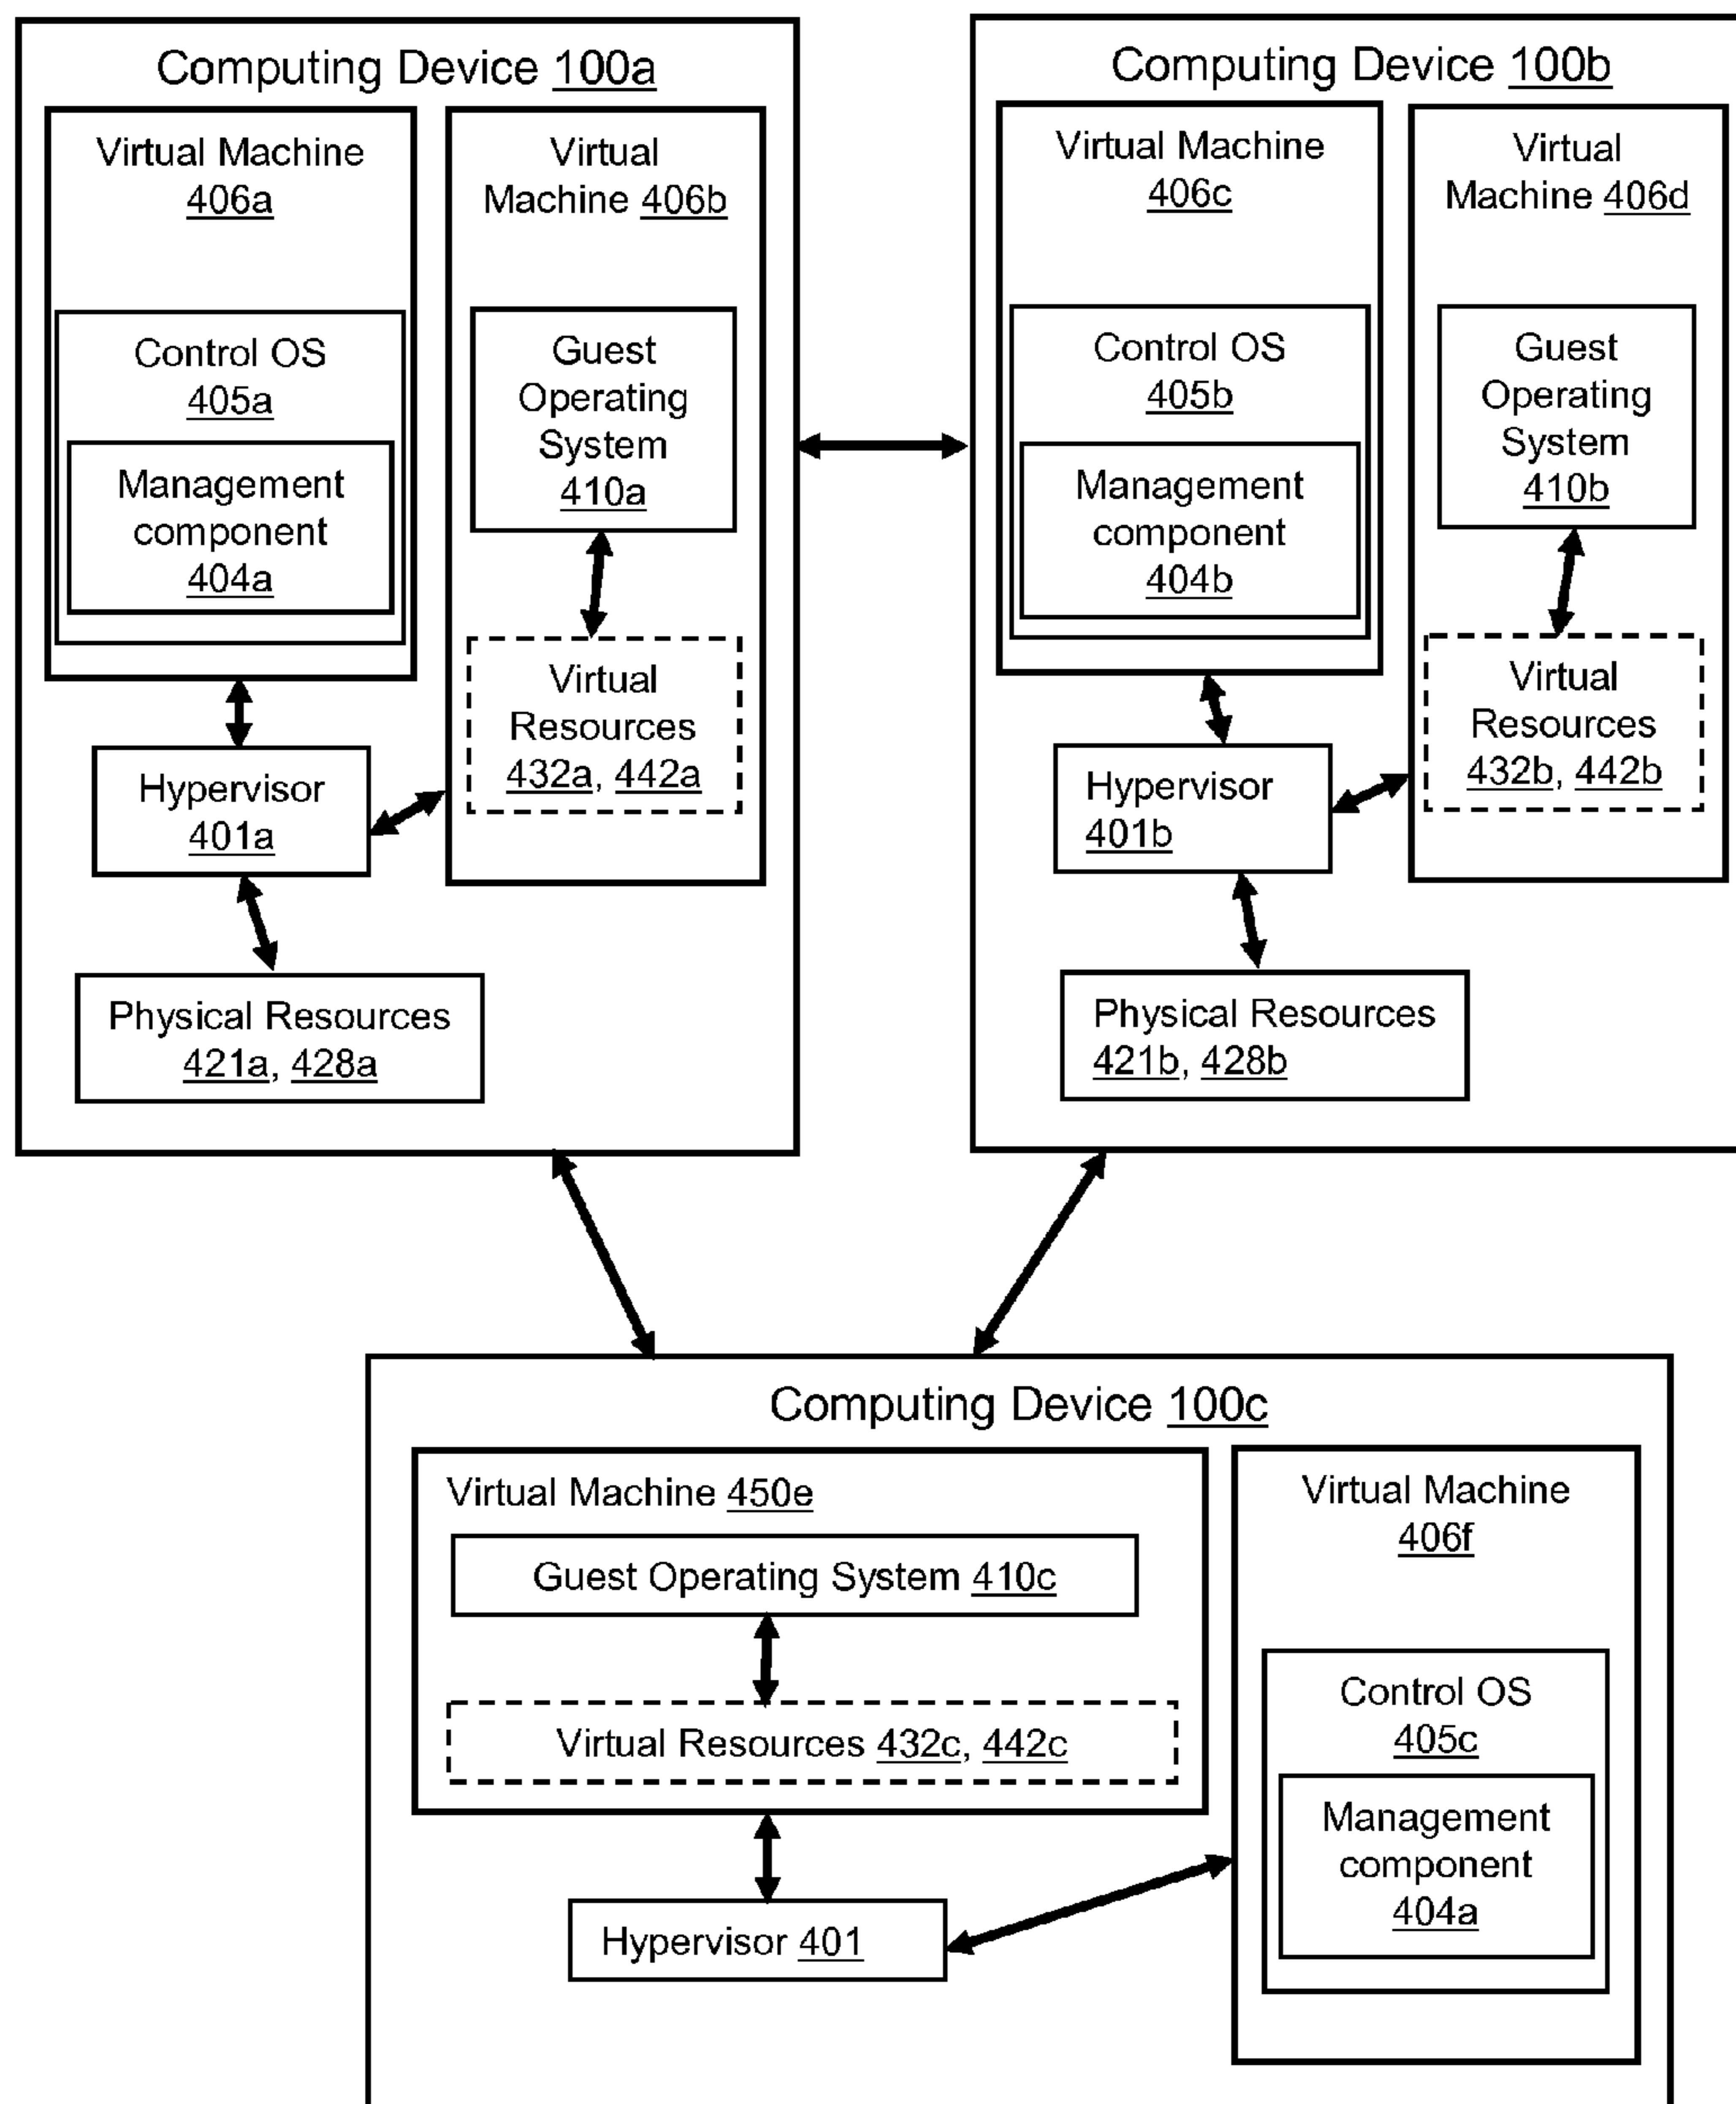 Computing Device 100a
Virtual Machine
406a
Control OS
405a
Management
component
404a
Virtual
Machine 406b
Guest
Operating
System
410a
Virtual
Resources
432a, 442a
Hypervisor
401a
Physical Resources
421a, 428a
Computing Device 100b
Virtual Machine
406c
Control OS
405b
Management
component
404b
Virtual
Machine 406d
Guest
Operating
System
410b
Virtual
Resources
432b, 442b
Hypervisor
401b
Physical Resources
421b, 428b
Computing Device 100c
Virtual Machine 450e
Guest Operating System 410c
Virtual Resources 432c, 442c
Hypervisor 401
Virtual Machine
406f
Control OS
405c
Management
component
404a